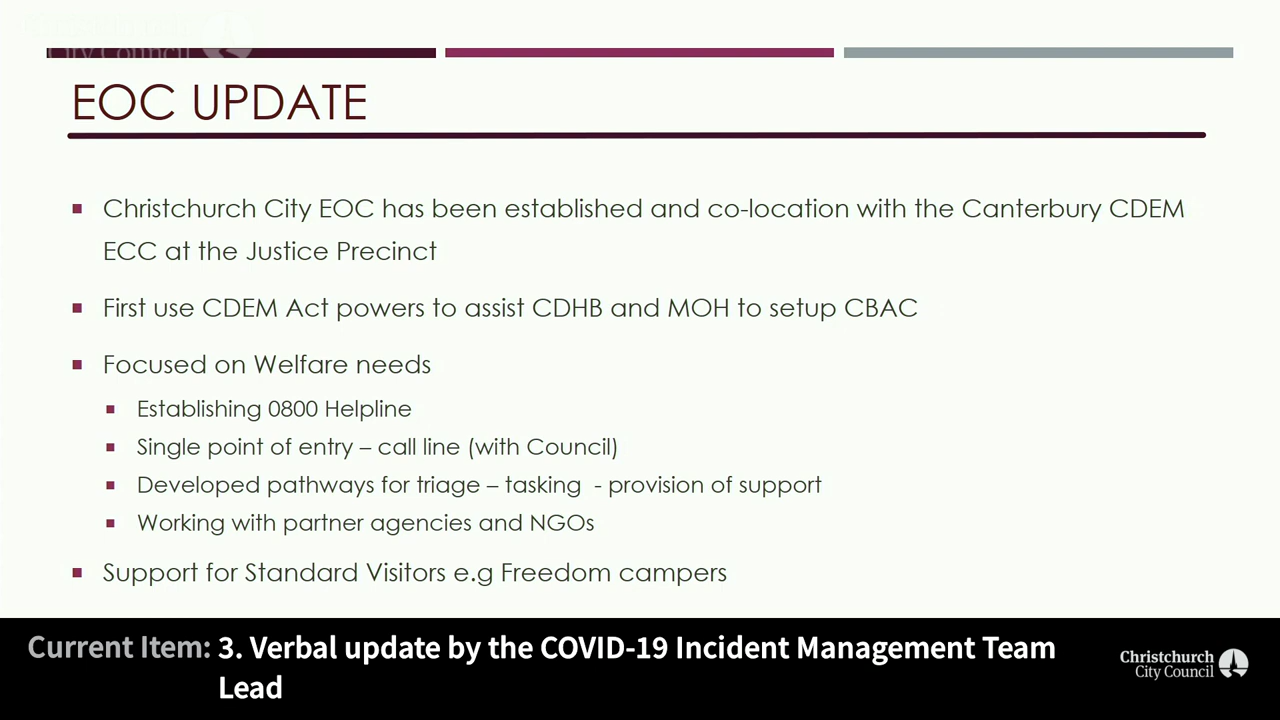 City Council
EOC UPDATE
Christchurch City EOC has been established and co-location with the Canterbury CDEM
ECC at the Justice Precinct
First use CDEM Act powers to assist CDHB and MOH to setup CBAC
Focused on Welfare needs
Establishing 0800 Helpline
Single point of entry – call line (with Council)
Developed pathways for triage – tasking  - provision of support
Working with partner agencies and NGOs
Support for Standard Visitors e.g Freedom campers
Current Item: 3. Verbal update by the COVID-19 Incident Management Team
Lead
Christchurch
City Council